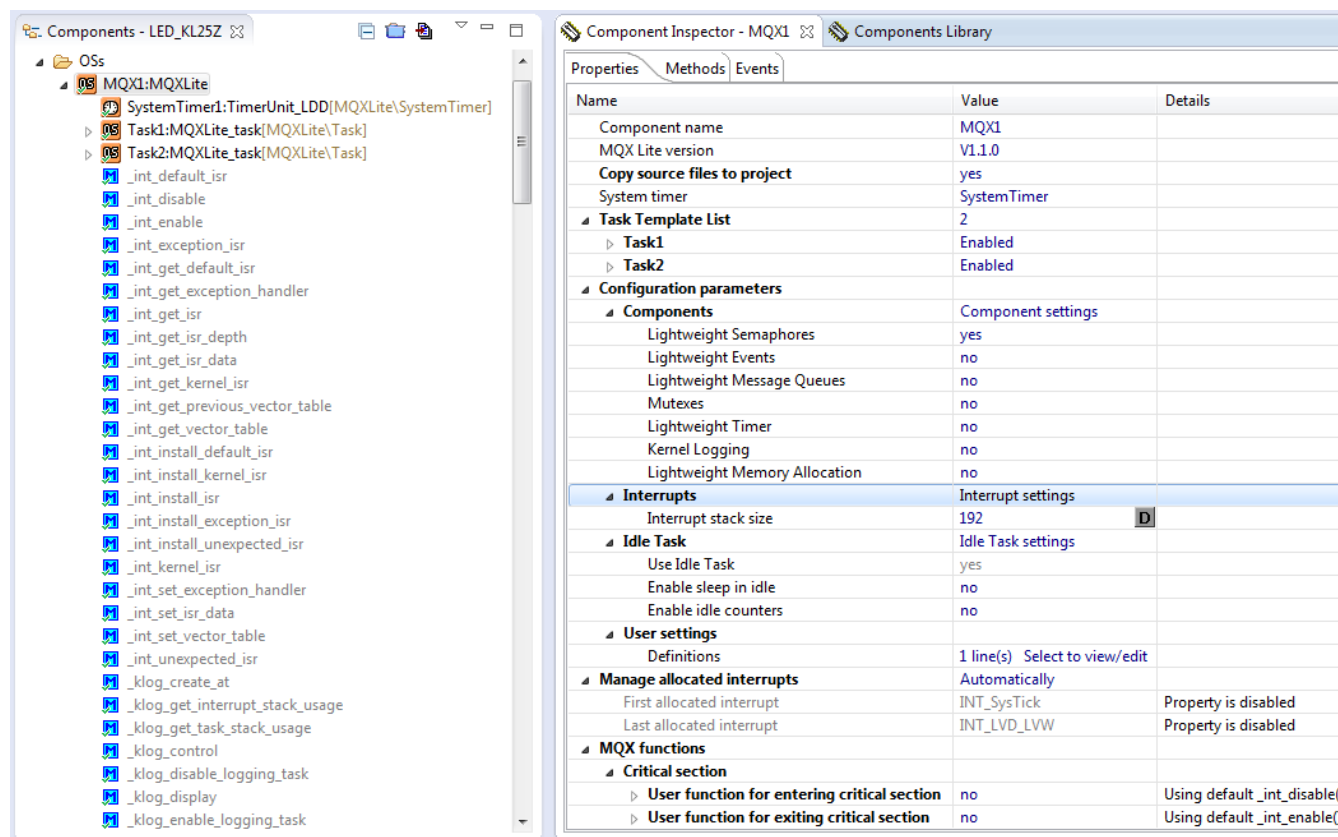 Components - LED_KL25Z
OSs
MQX1:MQXLite
SystemTimer1:TimerUnit_LDD[MQXLite\SystemTimer]
Task1:MQXLite_task[MQXLite\Task]
Task2:MQXLite_task[MQXLite\Task]
_int_default_isr
_int_disable
_int_enable
_int_exception_isr
_int_get_default_isr
_int_get_exception_handler
_int_get_isr
_int_get_isr_depth
_int_get_isr_data
_int_get_kernel_isr
_int_get_previous_vector_table
_int_get_vector_table
_int_install_default_isr
_int_install_kernel_isr
_int_install_isr
_int_install_exception_isr
_int_install_unexpected_isr
_int_kernel_isr
_int_set_exception_handler
_int_set_isr_data
_int_set_vector_table
_int_unexpected_isr
_klog_create_at
_klog_get_interrupt_stack_usage
_klog_get_task_stack_usage
_klog_control
_klog_disable_logging_task
_klog_display
_klog_enable_logging_task
Component Inspector - MQX1 Components Library
Properties Methods Events
Name Value Details
Component name MQX1
MQX Lite version V1.1.0
Copy source files to project yes
System timer SystemTimer
Task Template List 2
Task1 Enabled
Task2 Enabled
Configuration parameters
Components Component settings
Lightweight Semaphores yes
Lightweight Events no
Lightweight Message Queues no
Mutexes no
Lightweight Timer no
Kernel Logging no
Lightweight Memory Allocation no
Interrupts Interrupt settings
Interrupt stack size 192 D
Idle Task Idle Task settings
Use Idle Task yes
Enable sleep in idle no
Enable idle counters no
User settings
Definitions 1 line(s) Select to view/edit
Manage allocated interrupts Automatically
First allocated interrupt INT_SysTick Property is disabled
Last allocated interrupt INT_LVD_LVW Property is disabled
MQX functions
Critical section
User function for entering critical section no Using default _int_disable(
User function for exiting critical section no Using default _int_enable(